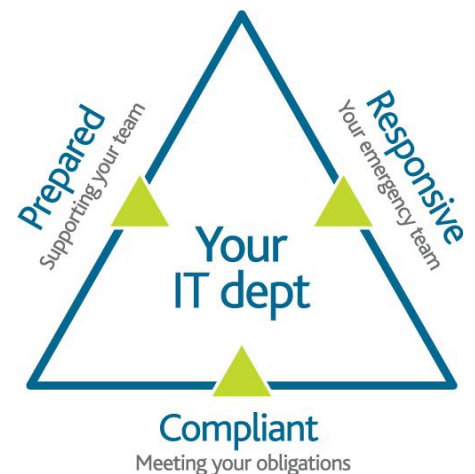 Prepared
Supporting your team
Responsive
Your emergency team
Your
IT dept
Compliant
Meeting your obligations